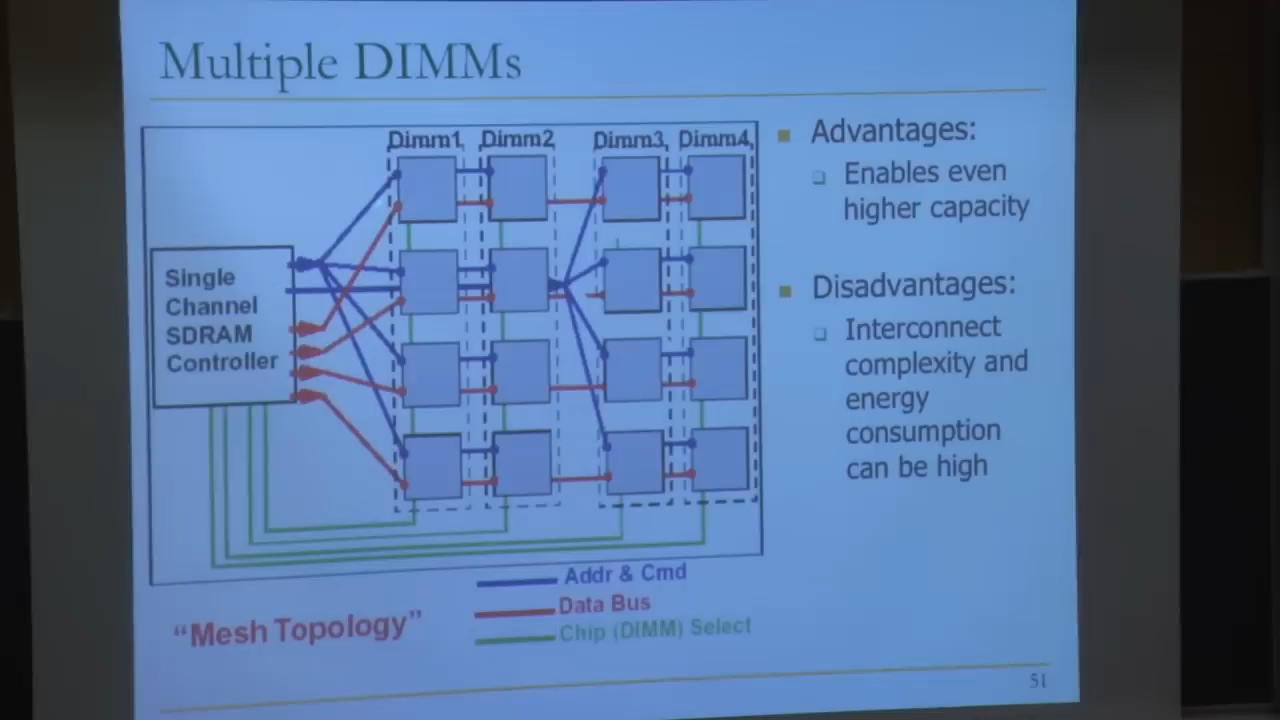 Multiple DIMMs
Dimm1 Dimm2 Dimm3 Dimm4
Single
Channel
SDRAM
Controller
Addr & Cmd
Data Bus
Chip (DIMM) Select
“Mesh Topology”
Advantages:
Enables even
higher capacity
Disadvantages:
Interconnect
complexity and
energy
consumption
can be high
51